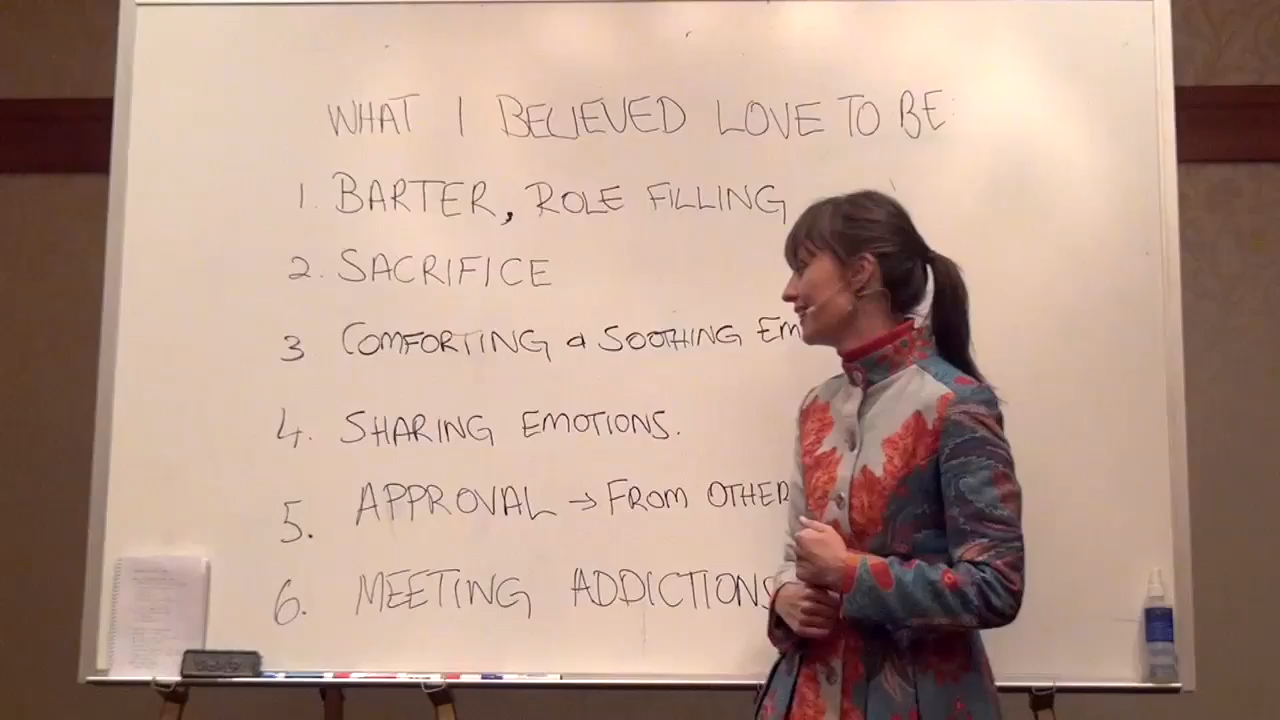 WHAT I BELIEVED LOVE TO BE:
1. BARTER, ROLE FILLING
2. SACRIFICE
3 COMFORTING & SOOTHING EM
4. SHARING EMOTIONS.
5. APPROVAL → FROM OTHER
6. MEETING ADDICTIONS